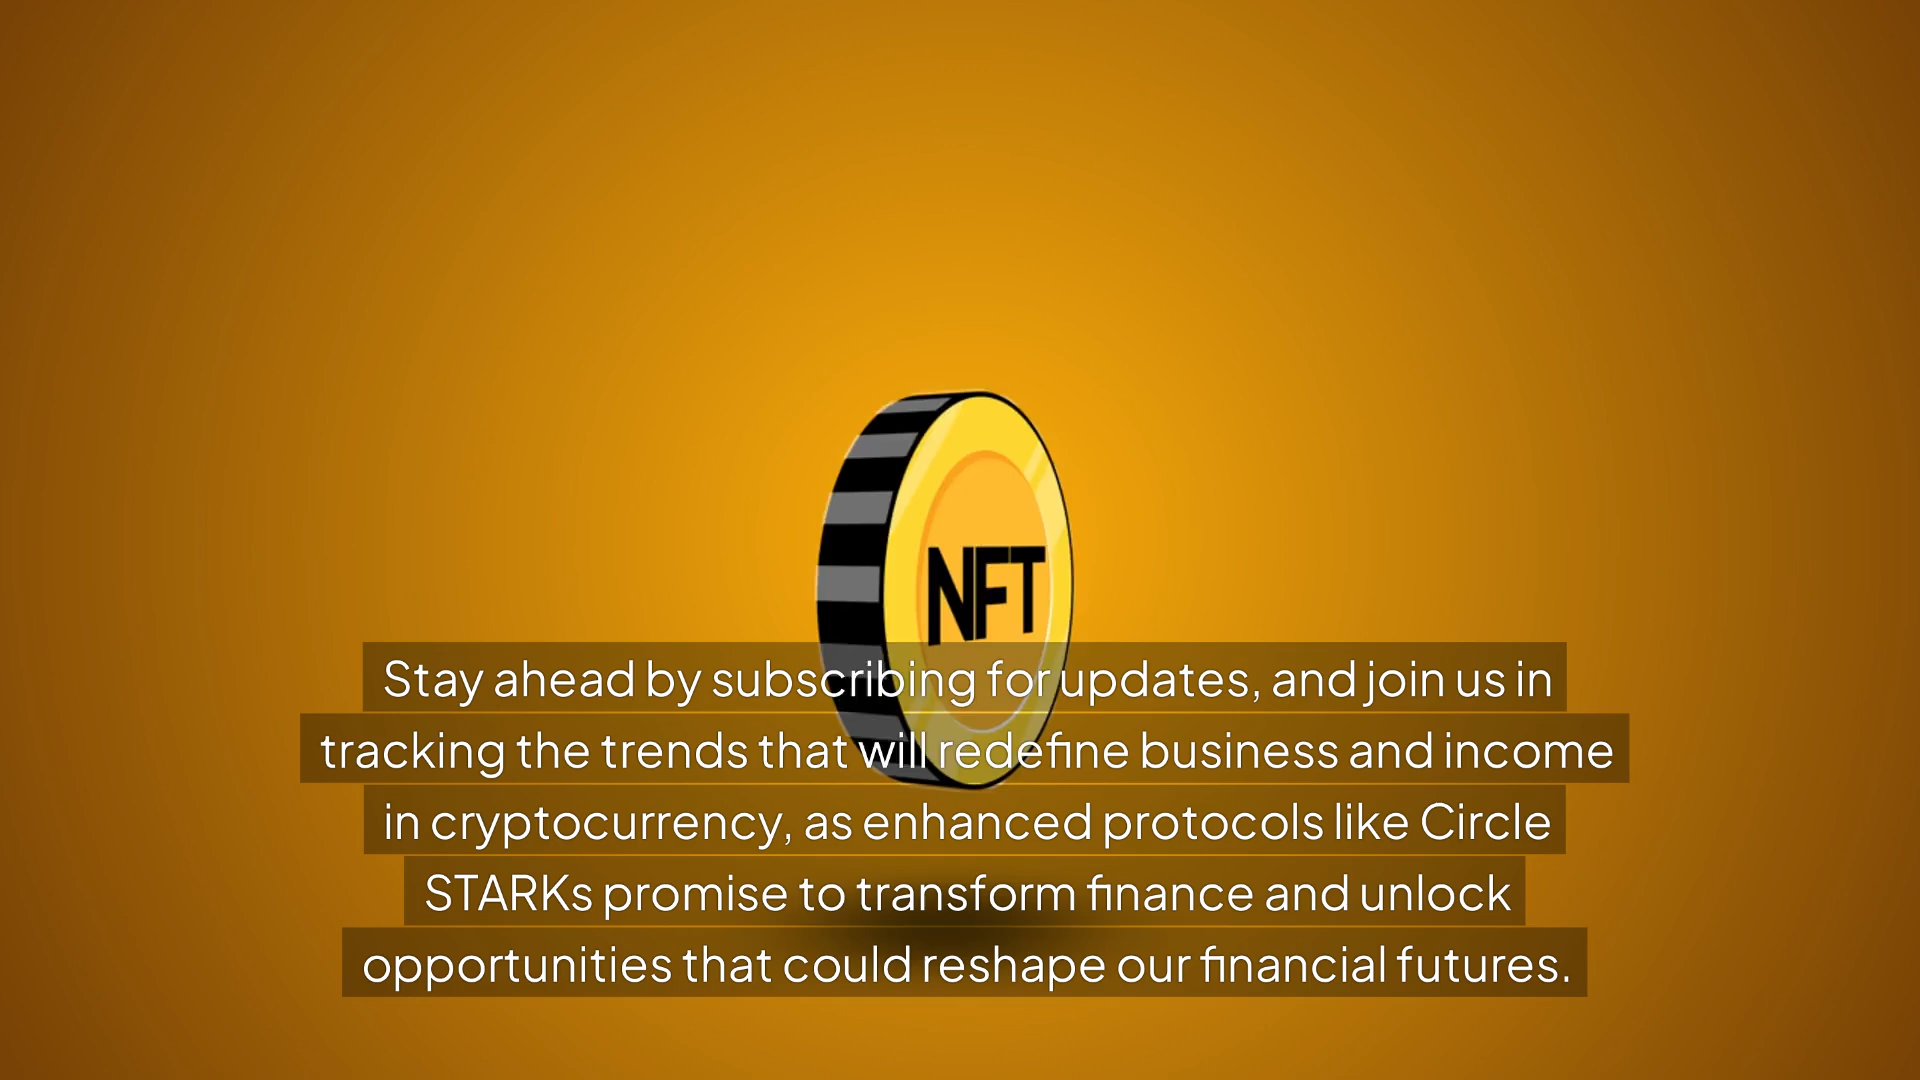 NFT
Stay ahead by subscribing for updates, and join us in
tracking the trends that will redefine business and income
in cryptocurrency, as enhanced protocols like Circle
STARKs promise to transform finance and unlock
opportunities that could reshape our financial futures.